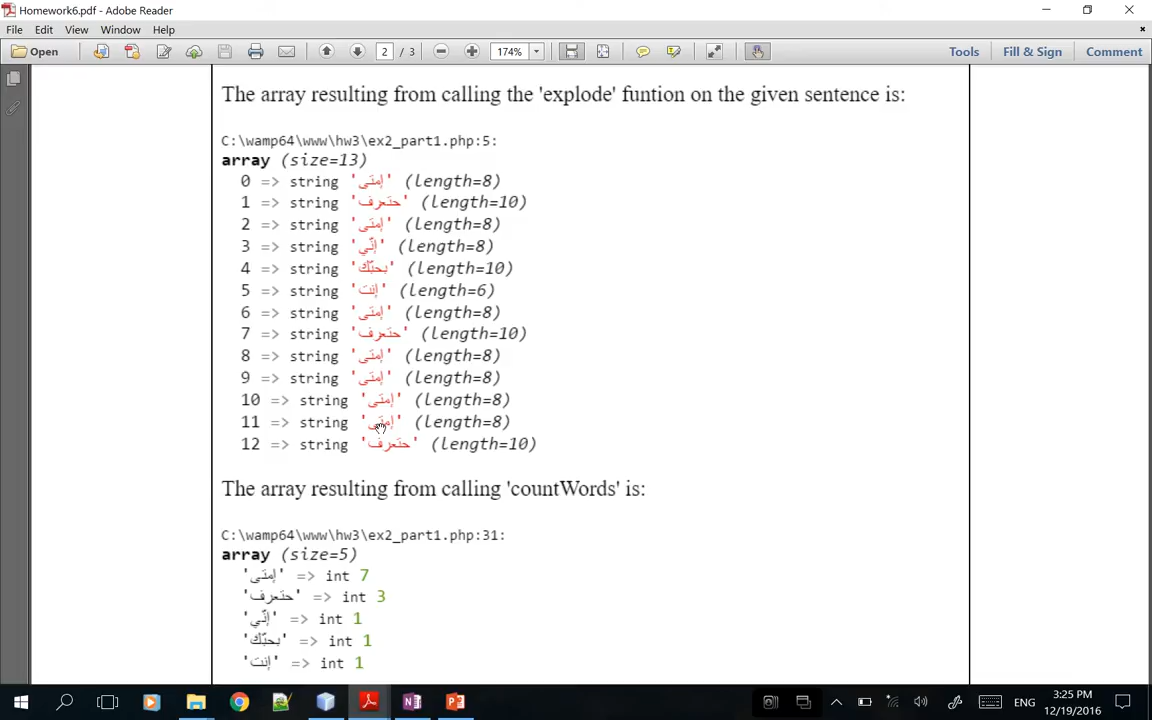 Homework6.pdf - Adobe Reader
File Edit View Window Help
Open 2 / 3 174% Tools Fill & Sign Comment
The array resulting from calling the 'explode' funtion on the given sentence is:
C:\wamp64\www\hw3\ex2_part1.php:5:
array (size=13)
0 => string 'إمتى' (length=8)
1 => string 'حتعرف' (length=10)
2 => string 'إمتى' (length=8)
3 => string 'إنّي' (length=8)
4 => string 'بحبّك' (length=10)
5 => string 'إنت' (length=6)
6 => string 'إمتى' (length=8)
7 => string 'حتعرف' (length=10)
8 => string 'إمتى' (length=8)
9 => string 'إمتى' (length=8)
10 => string 'إمتى' (length=8)
11 => string 'إمتى' (length=8)
12 => string 'حتعرف' (length=10)
The array resulting from calling 'countWords' is:
C:\wamp64\www\hw3\ex2_part1.php:31:
array (size=5)
'إمتى' => int 7
'حتعرف' => int 3
'إنّي' => int 1
'بحبّك' => int 1
'إنت' => int 1
ENG
3:25 PM
12/19/2016